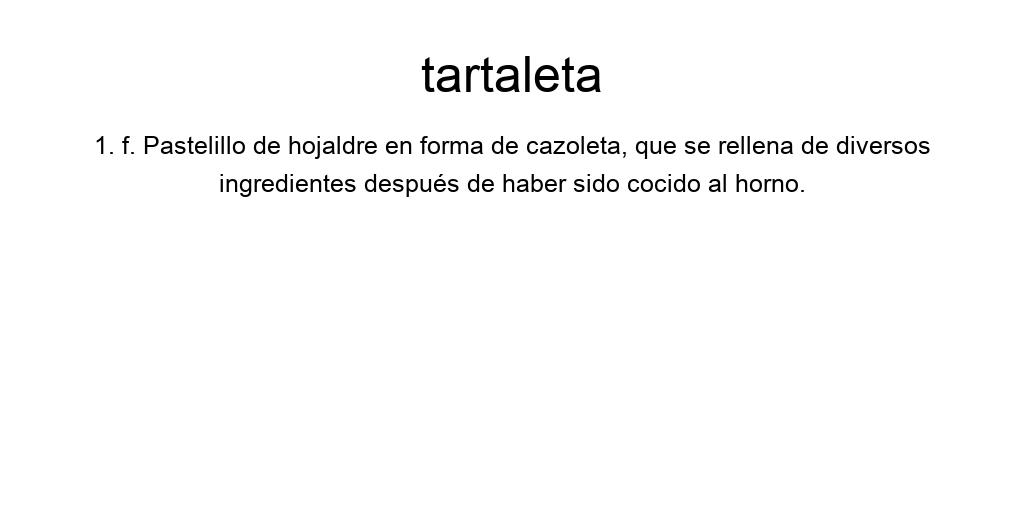 tartaleta
1. f. Pastelillo de hojaldre en forma de cazoleta, que se rellena de diversos
ingredientes después de haber sido cocido al horno.